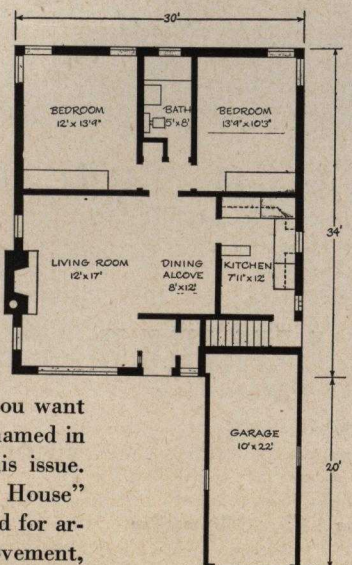 30'
BEDROOM
12' x 13'9"
BATH
5' x 8'
BEDROOM
13'9" x 10'3"
34'
LIVING ROOM
12' x 17'
DINING
ALCOVE
8' x 12'
KITCHEN
7'11" x 12'
GARAGE
10' x 22'
20'
ou want
amed in
is issue.
House”
d for ar-
ovement,